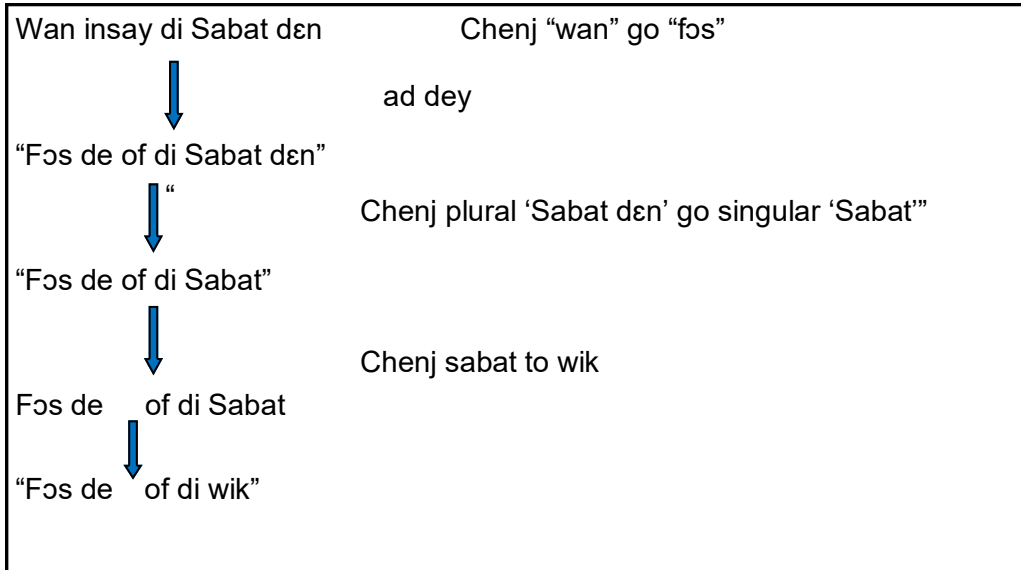 Wan insay di Sabat dɛn Chenj “wan” go “fɔs”
ad dey
“Fɔs de of di Sabat dɛn”
“
Chenj plural ‘Sabat dɛn’ go singular ‘Sabat’”
“Fɔs de of di Sabat”
Chenj sabat to wik
Fɔs de of di Sabat
“Fɔs de of di wik”